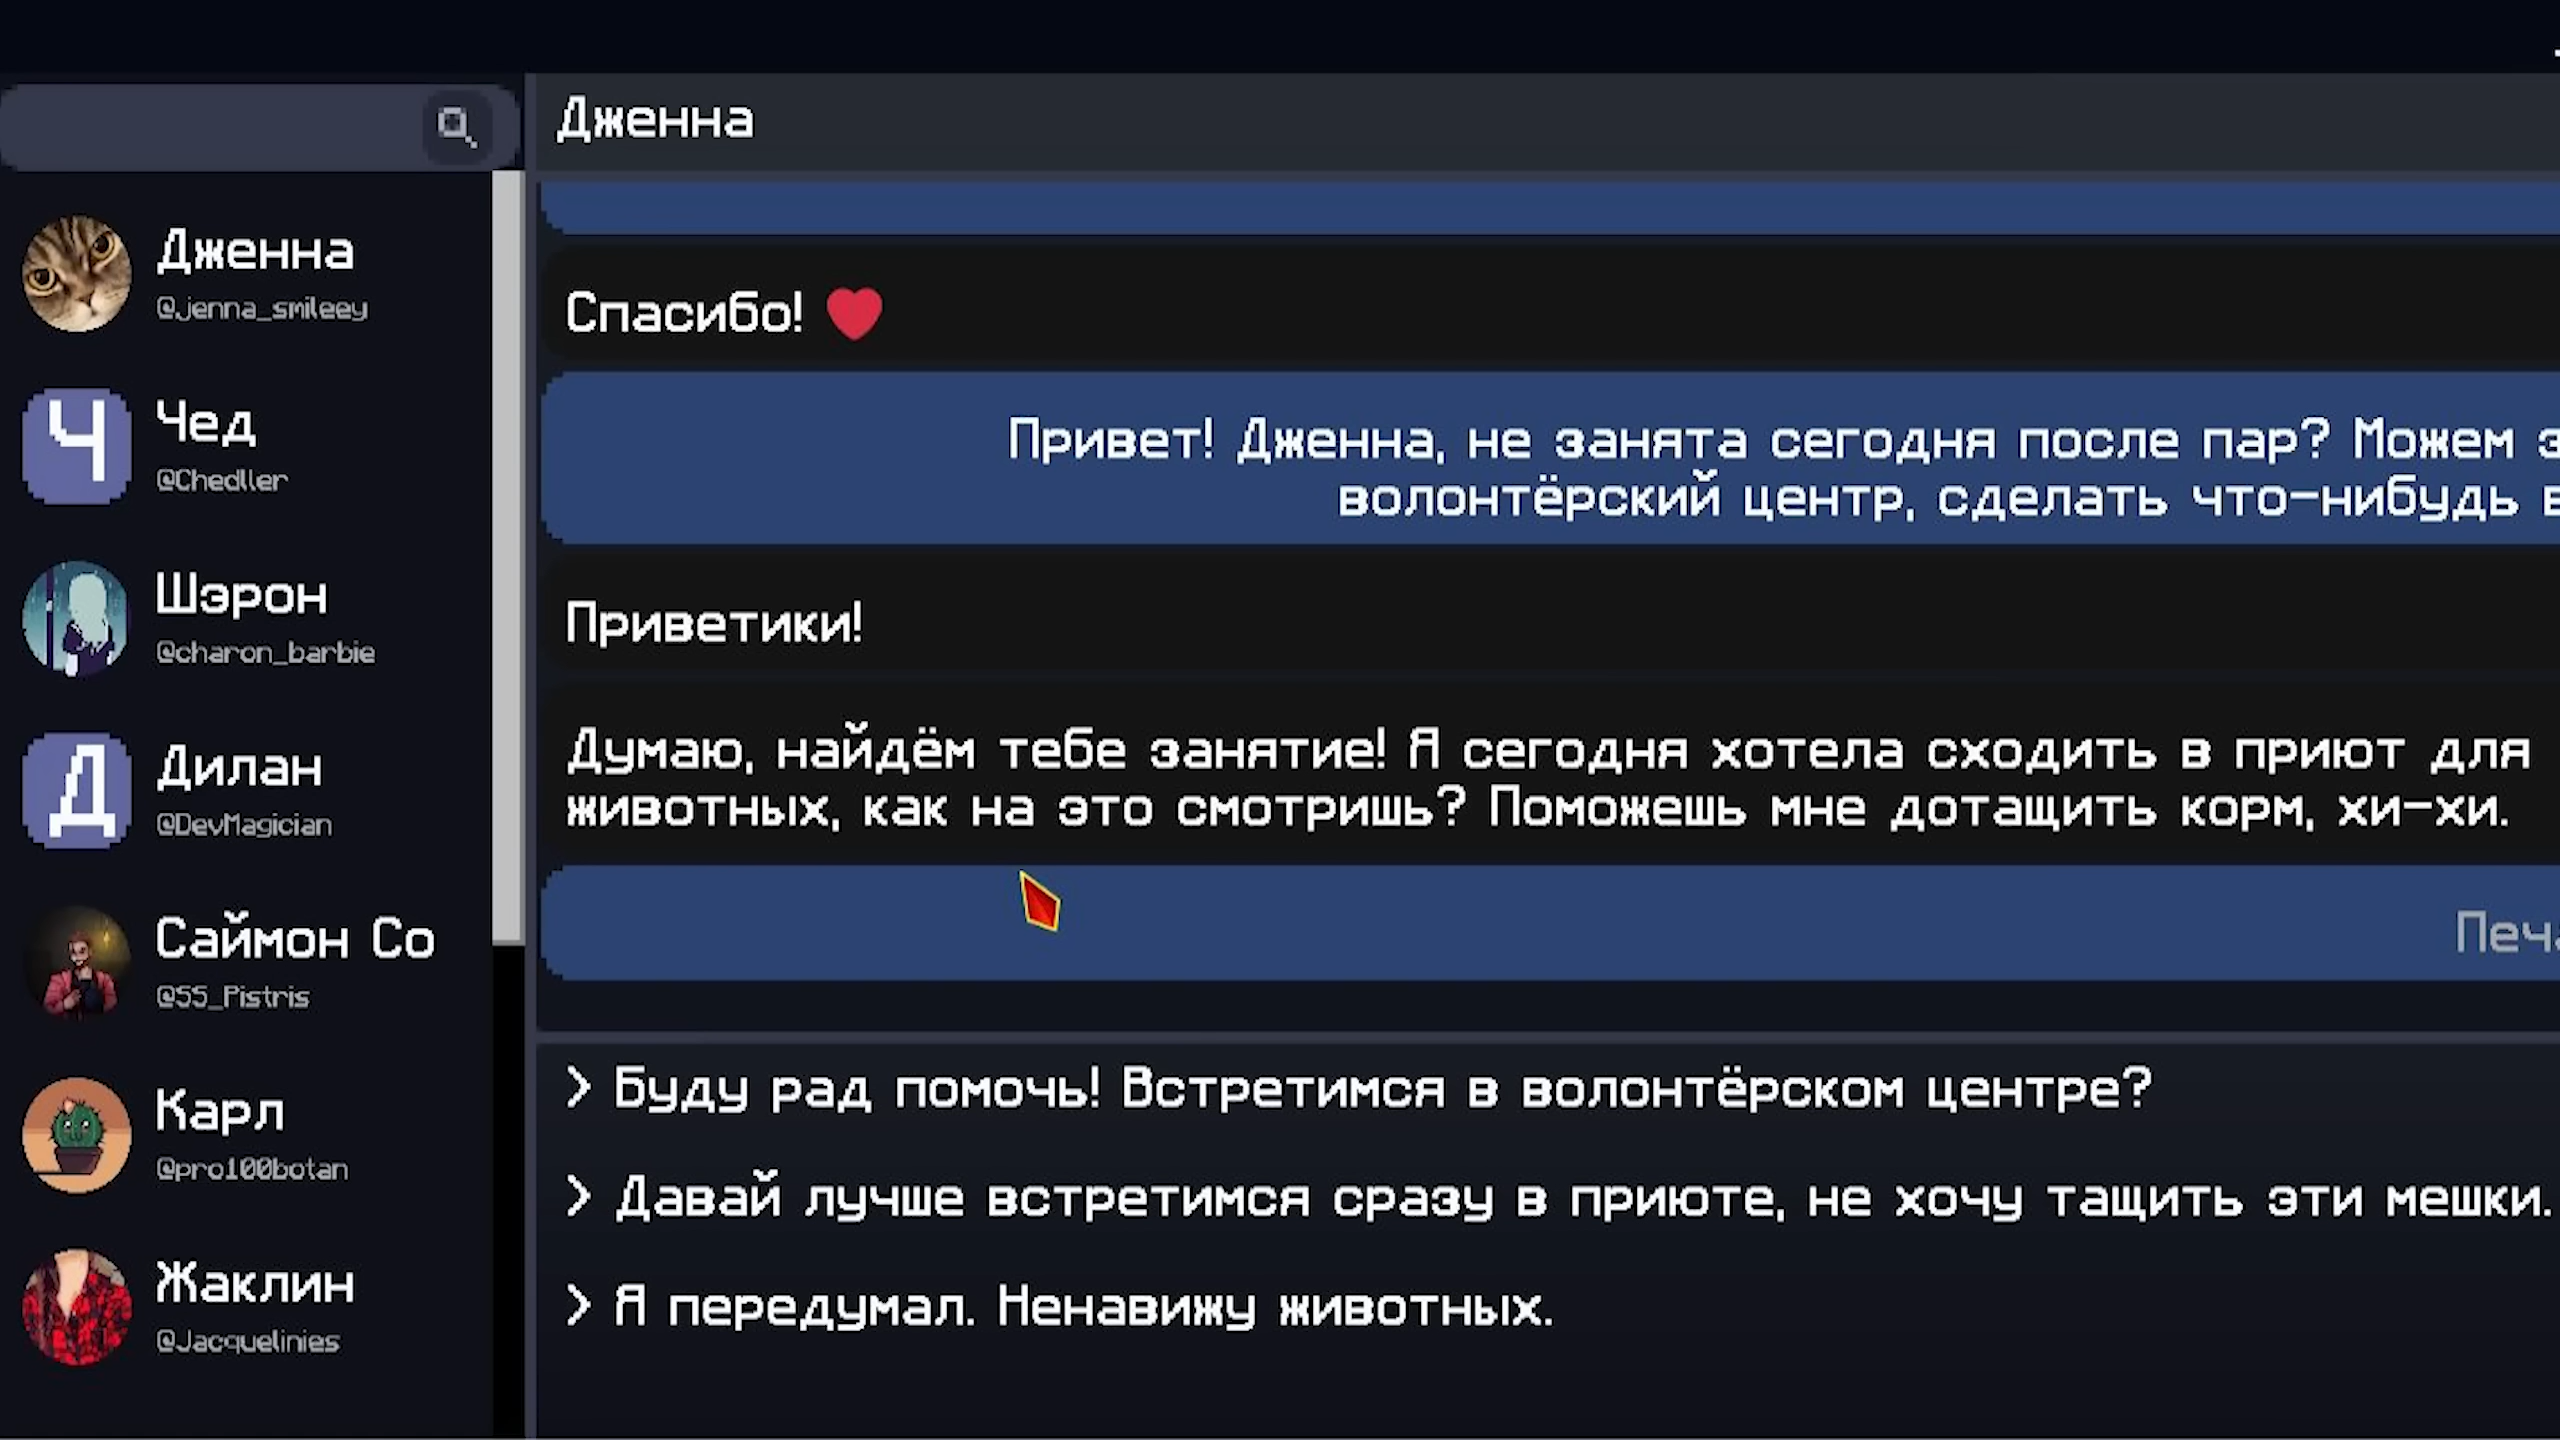 Дженна
@jenna_smileey
Чед
@Chedller
Шэрон
@charon_barbie
Дилан
@DevMagician
Саймон Со
@55_Pistris
Карл
@pro100botan
Жаклин
@Jacquelinies
Ч
Д
Дженна
Спасибо!
Привет! Дженна, не занята сегодня после пар? Можем
волонтёрский центр, сделать что-нибудь
Приветики!
Думаю, найдём тебе занятие! Я сегодня хотела сходить в приют для
животных, как на это смотришь? Поможешь мне дотащить корм, хи-хи.
> Буду рад помочь! Встретимся в волонтёрском центре?
> Давай лучше встретимся сразу в приюте, не хочу тащить эти мешки.
> Я передумал. Ненавижу животных.